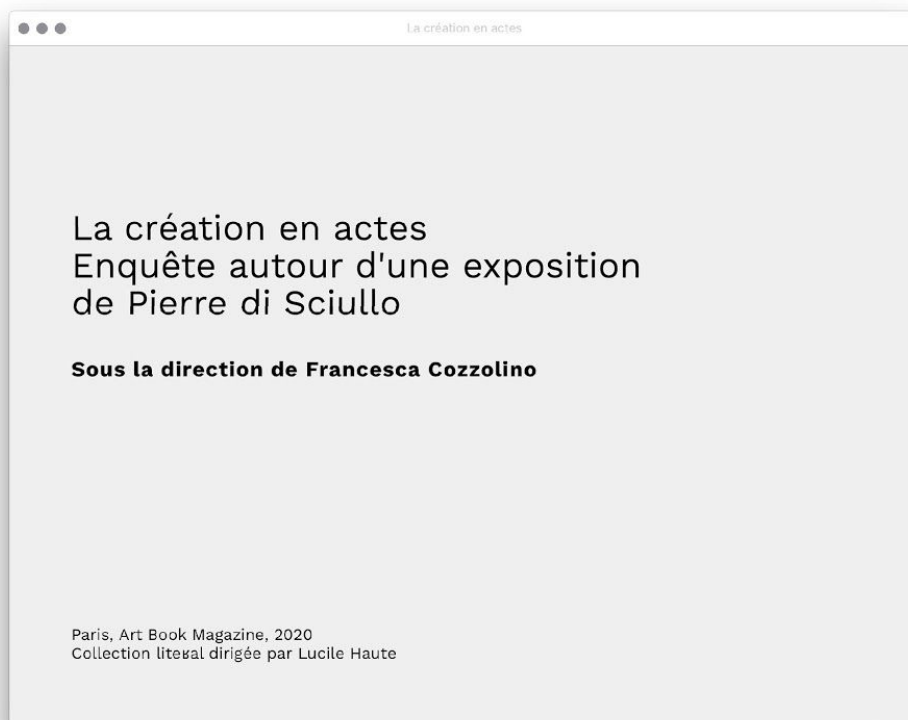 La création en actes
La création en actes
Enquête autour d'une exposition
de Pierre di Sciullo
Sous la direction de Francesca Cozzolino
Paris, Art Book Magazine, 2020
Collection liteʁal dirigée par Lucile Haute